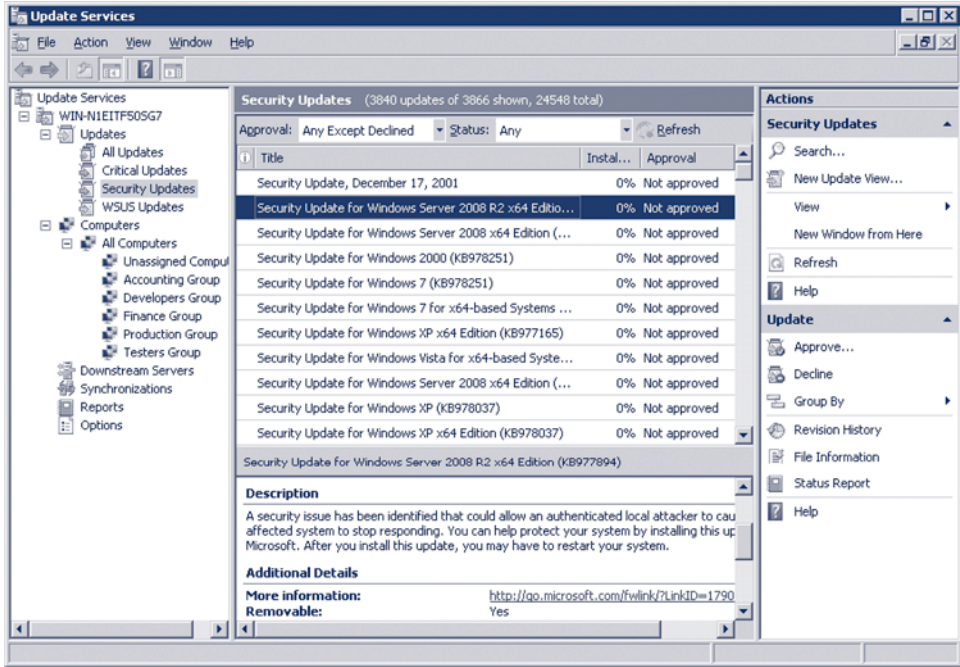 Update Services
File Action View Window Help
Update Services
WIN-N1EITF50SG7
Updates
All Updates
Critical Updates
Security Updates
WSUS Updates
Computers
All Computers
Unassigned Compu
Accounting Group
Developers Group
Finance Group
Production Group
Testers Group
Downstream Servers
Synchronizations
Reports
Options
Security Updates (3840 updates of 3866 shown, 24548 total)
Approval: Any Except Declined Status: Any Refresh
Title Instal... Approval
Security Update, December 17, 2001 0% Not approved
Security Update for Windows Server 2008 R2 x64 Editio... 0% Not approved
Security Update for Windows Server 2008 x64 Edition (... 0% Not approved
Security Update for Windows 2000 (KB978251) 0% Not approved
Security Update for Windows 7 (KB978251) 0% Not approved
Security Update for Windows 7 for x64-based Systems ... 0% Not approved
Security Update for Windows XP x64 Edition (KB977165) 0% Not approved
Security Update for Windows Vista for x64-based Syste... 0% Not approved
Security Update for Windows Server 2008 x64 Edition (... 0% Not approved
Security Update for Windows XP (KB978037) 0% Not approved
Security Update for Windows XP x64 Edition (KB978037) 0% Not approved
Security Update for Windows Server 2008 R2 x64 Edition (KB977894)
Description
A security issue has been identified that could allow an authenticated local attacker to cau
affected system to stop responding. You can help protect your system by installing this up
Microsoft. After you install this update, you may have to restart your system.
Additional Details
More information: http://go.microsoft.com/fwlink/?LinkID=1790
Removable: Yes
Actions
Security Updates
Search...
New Update View...
View
New Window from Here
Refresh
Help
Update
Approve...
Decline
Group By
Revision History
File Information
Status Report
Help